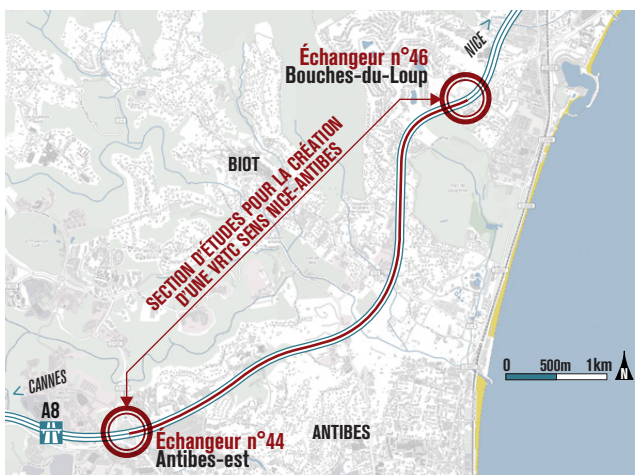 NICE
Échangeur n°46
Bouches-du-Loup
BIOT
SECTION D'ÉTUDES POUR LA CRÉATION
D'UNE VRTC SENS NICE-ANTIBES
0 500m 1km
N
CANNES
A8
Échangeur n°44
Antibes-est
ANTIBES